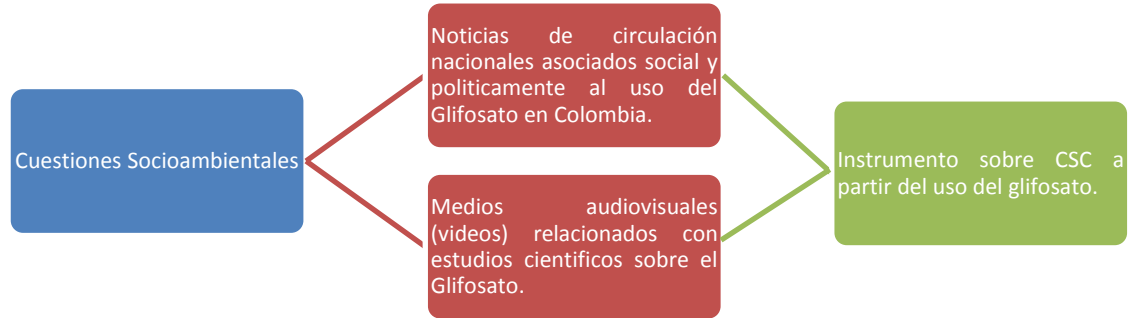 Cuestiones Socioambientales
Noticias de circulación
nacionales asociados social y
politicamente al uso del
Glifosato en Colombia.
Medios audiovisuales
(videos) relacionados con
estudios cientificos sobre el
Glifosato.
Instrumento sobre CSC a
partir del uso del glifosato.